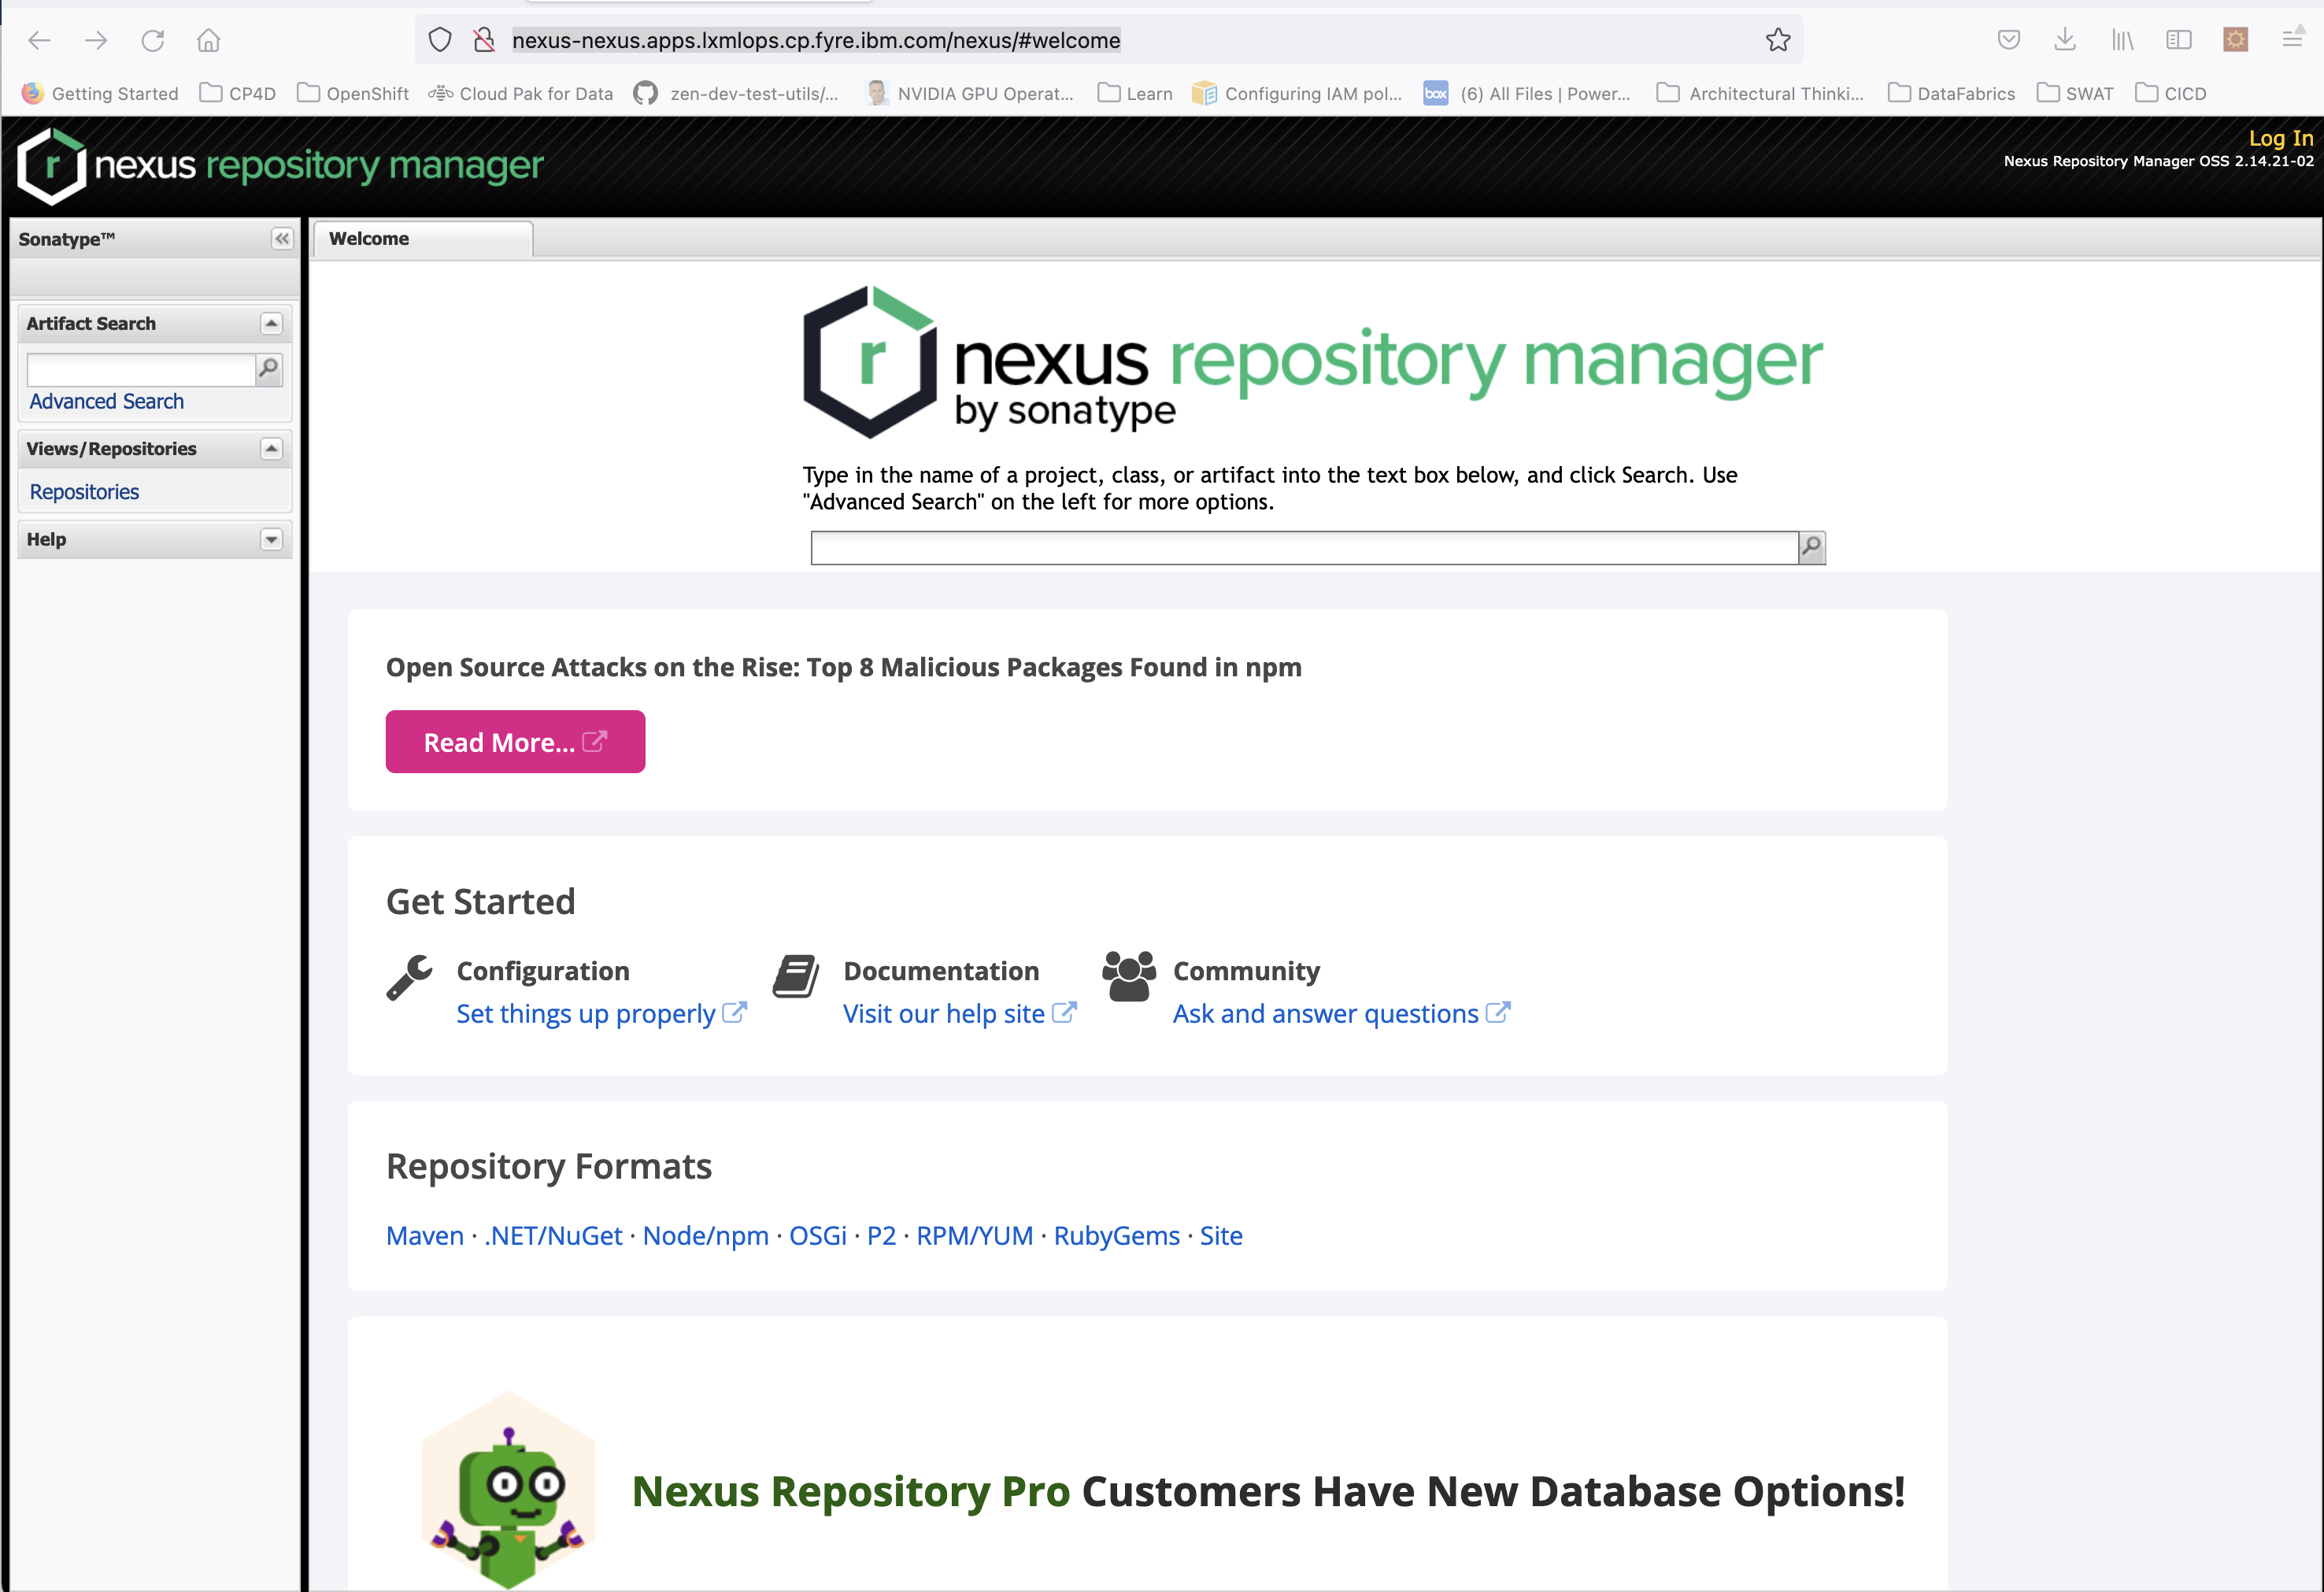 nexus-nexus.apps.lxmlops.cp.fyre.ibm.com/nexus/#welcome
Getting Started CP4D OpenShift Cloud Pak for Data zen-dev-test-utils/... NVIDIA GPU Operat... Learn Configuring IAM pol... box (6) All Files | Power... Architectural Thinki... DataFabrics SWAT CICD
r nexus repository manager
Log In
Nexus Repository Manager OSS 2.14.21-02
Sonatype™
Welcome
Artifact Search
Advanced Search
Views/Repositories
Repositories
Help
r nexus repository manager
by sonatype
Type in the name of a project, class, or artifact into the text box below, and click Search. Use
"Advanced Search" on the left for more options.
Open Source Attacks on the Rise: Top 8 Malicious Packages Found in npm
Read More...
Get Started
Configuration Documentation Community
Set things up properly Visit our help site Ask and answer questions
Repository Formats
Maven · .NET/NuGet · Node/npm · OSGi · P2 · RPM/YUM · RubyGems · Site
Nexus Repository Pro Customers Have New Database Options!